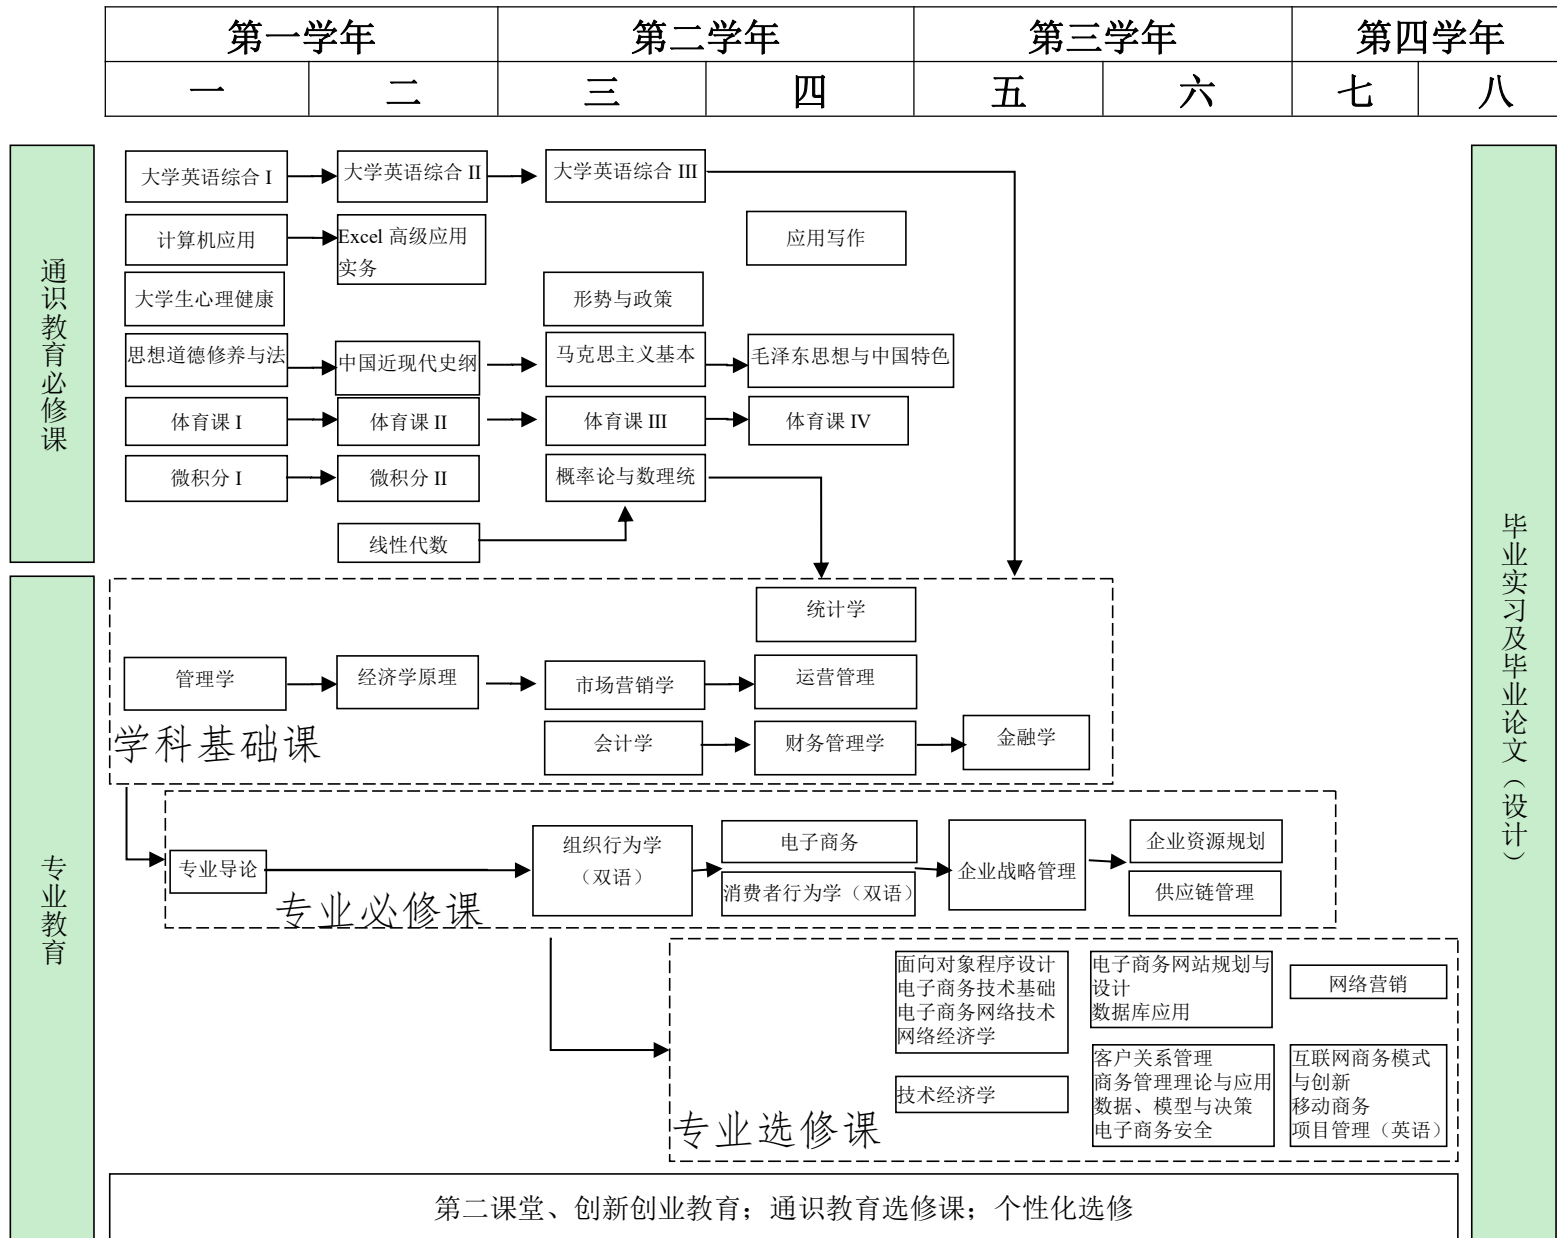 第一学年 第二学年 第三学年 第四学年
一 二 三 四 五 六 七 八
通识教育必修课
大学英语综合 I 大学英语综合 II 大学英语综合 III
计算机应用 Excel 高级应用 应用写作
实务
大学生心理健康 形势与政策
思想道德修养与法 中国近现代史纲 马克思主义基本 毛泽东思想与中国特色
体育课 I 体育课 II 体育课 III 体育课 IV
微积分 I 微积分 II 概率论与数理统
线性代数
毕业实习及毕业论文（设计）
专业教育
统计学
管理学 经济学原理 市场营销学 运营管理
学科基础课 会计学 财务管理学 金融学
专业导论 组织行为学 电子商务 企业战略管理 企业资源规划
（双语） 消费者行为学（双语） 供应链管理
专业必修课
面向对象程序设计
电子商务技术基础
电子商务网络技术
网络经济学
电子商务网站规划与
设计
数据库应用
网络营销
技术经济学
客户关系管理
商务管理理论与应用
数据、模型与决策
电子商务安全
互联网商务模式
与创新
移动商务
项目管理（英语）
专业选修课
第二课堂、创新创业教育；通识教育选修课；个性化选修